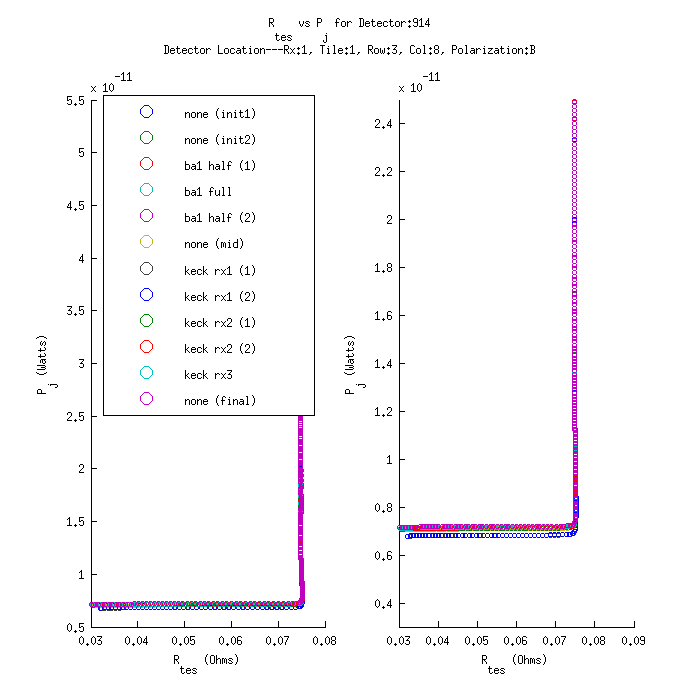 R_tes vs P_j for Detector:914
Detector Location---Rx:1, Tile:1, Row:3, Col:8, Polarization:B
x 10^-11
5.5
5
4.5
4
3.5
3
2.5
2
1.5
1
0.5
P_j (Watts)
0.03 0.04 0.05 0.06 0.07 0.08
R_tes (Ohms)
none (init1)
none (init2)
ba1 half (1)
ba1 full
ba1 half (2)
none (mid)
keck rx1 (1)
keck rx1 (2)
keck rx2 (1)
keck rx2 (2)
keck rx3
none (final)
x 10^-11
2.4
2.2
2
1.8
1.6
1.4
1.2
1
0.8
0.6
0.4
P_j (Watts)
0.03 0.04 0.05 0.06 0.07 0.08 0.09
R_tes (Ohms)